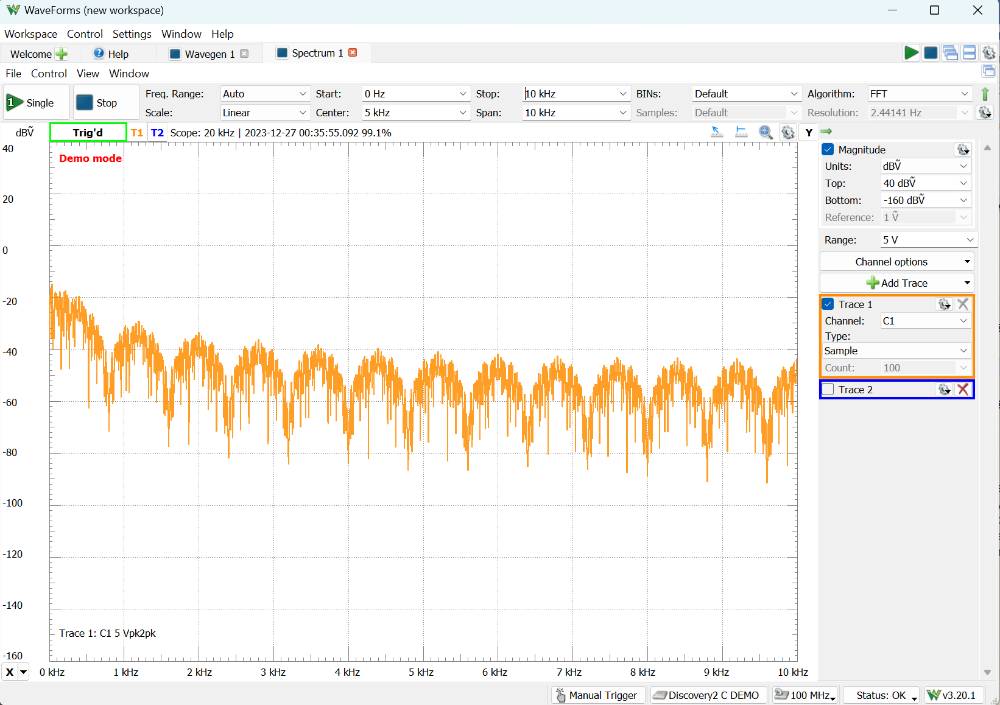 WaveForms (new workspace)
Workspace Control Settings Window Help
Welcome Help Wavegen 1 Spectrum 1
File Control View Window
1 Single Stop Freq. Range: Auto Start: 0 Hz Stop: 10 kHz BINs: Default Algorithm: FFT
Scale: Linear Center: 5 kHz Span: 10 kHz Samples: Default Resolution: 2.44141 Hz
dBṼ Trig'd T1 T2 Scope: 20 kHz | 2023-12-27 00:35:55.092 99.1% Y
Demo mode
40
20
0
-20
-40
-60
-80
-100
-120
-140
-160
Trace 1: C1 5 Vpk2pk
X 0 kHz 1 kHz 2 kHz 3 kHz 4 kHz 5 kHz 6 kHz 7 kHz 8 kHz 9 kHz 10 kHz
Magnitude
Units: dBṼ
Top: 40 dBṼ
Bottom: -160 dBṼ
Reference: 1 Ṽ
Range: 5 V
Channel options
Add Trace
Trace 1
Channel: C1
Type:
Sample
Count: 100
Trace 2
Manual Trigger Discovery2 C DEMO 100 MHz Status: OK v3.20.1